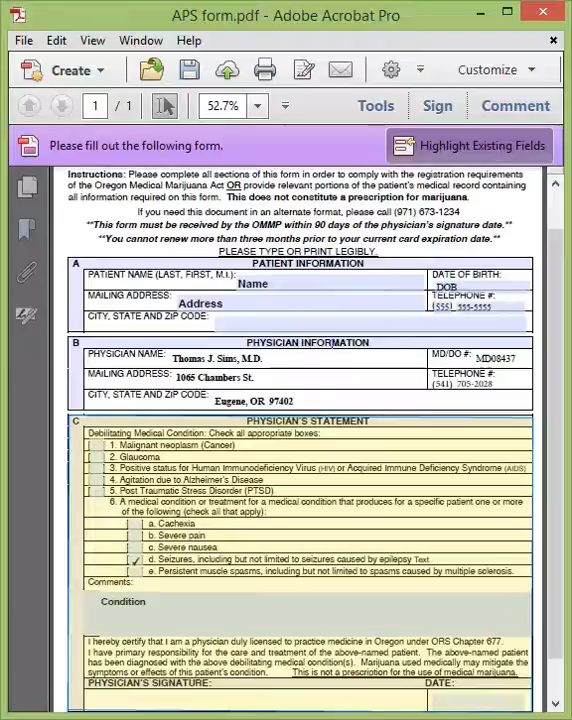 APS form.pdf - Adobe Acrobat Pro
File Edit View Window Help
Create Customize
1 / 1 52.7% Tools Sign Comment
Please fill out the following form. Highlight Existing Fields
Instructions: Please complete all sections of this form in order to comply with the registration requirements
of the Oregon Medical Marijuana Act OR provide relevant portions of the patient's medical record containing
all information required on this form. This does not constitute a prescription for marijuana.
If you need this document in an alternate format, please call (971) 673-1234
**This form must be received by the OMMP within 90 days of the physician's signature date.**
**You cannot renew more than three months prior to your current card expiration date.**
PLEASE TYPE OR PRINT LEGIBLY.
A PATIENT INFORMATION
PATIENT NAME (LAST, FIRST, M.I.): Name DATE OF BIRTH:
DOB
MAILING ADDRESS: Address TELEPHONE #:
(555) 555-5555
CITY, STATE AND ZIP CODE:
B PHYSICIAN INFORMATION
PHYSICIAN NAME: Thomas J. Sims, M.D. MD/DO #: MD08437
MAILING ADDRESS: 1065 Chambers St. TELEPHONE #:
(541) 705-2028
CITY, STATE AND ZIP CODE: Eugene, OR 97402
C PHYSICIAN'S STATEMENT
Debilitating Medical Condition: Check all appropriate boxes:
[ ] 1. Malignant neoplasm (Cancer)
[ ] 2. Glaucoma
[ ] 3. Positive status for Human Immunodeficiency Virus (HIV) or Acquired Immune Deficiency Syndrome (AIDS)
[ ] 4. Agitation due to Alzheimer's Disease
[ ] 5. Post Traumatic Stress Disorder (PTSD)
6. A medical condition or treatment for a medical condition that produces for a specific patient one or more
of the following (check all that apply):
[ ] a. Cachexia
[ ] b. Severe pain
[ ] c. Severe nausea
[✓] d. Seizures, including but not limited to seizures caused by epilepsy Text
[ ] e. Persistent muscle spasms, including but not limited to spasms caused by multiple sclerosis.
Comments:
Condition
I hereby certify that I am a physician duly licensed to practice medicine in Oregon under ORS Chapter 677.
I have primary responsibility for the care and treatment of the above-named patient. The above-named patient
has been diagnosed with the above debilitating medical condition(s). Marijuana used medically may mitigate the
symptoms or effects of this patient's condition. This is not a prescription for the use of medical marijuana.
PHYSICIAN'S SIGNATURE: DATE: